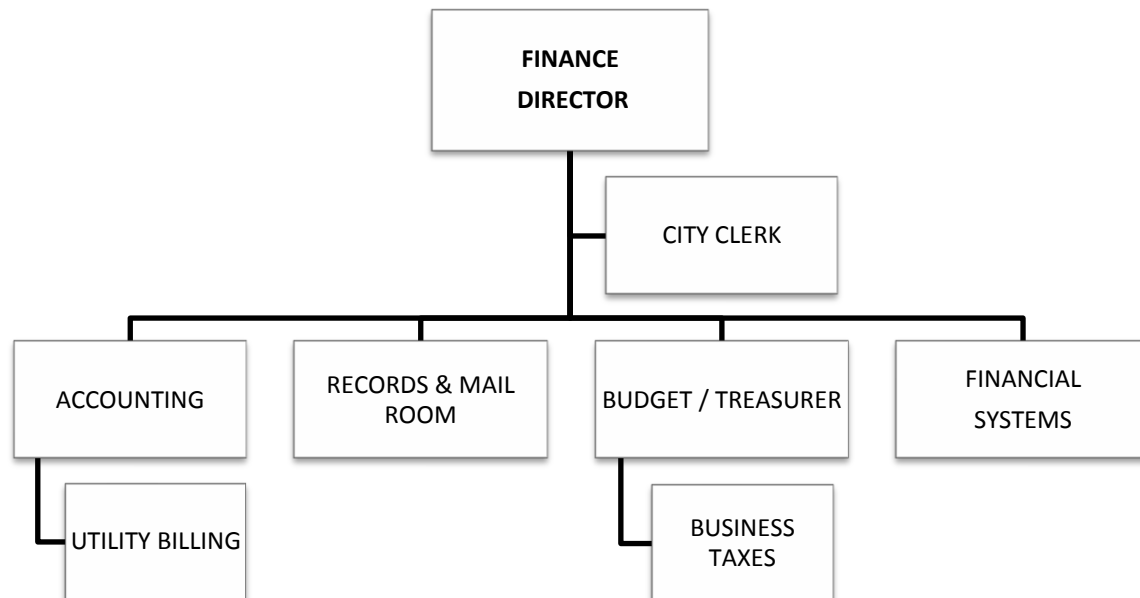 FINANCE
DIRECTOR
CITY CLERK
ACCOUNTING
RECORDS & MAIL
ROOM
BUDGET / TREASURER
FINANCIAL
SYSTEMS
UTILITY BILLING
BUSINESS
TAXES